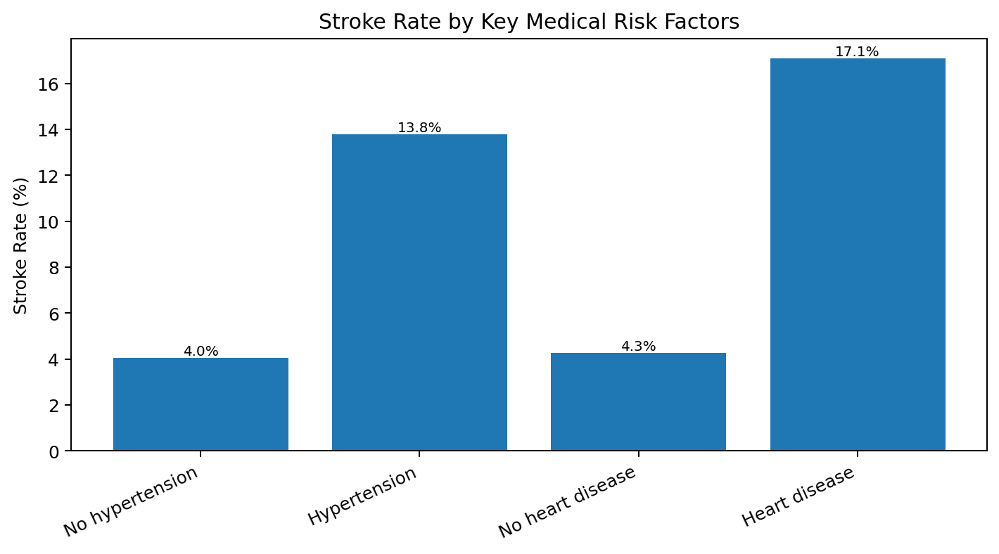 Stroke Rate by Key Medical Risk Factors
Stroke Rate (%)
16
14
12
10
8
6
4
2
0
4.0%
13.8%
4.3%
17.1%
No hypertension
Hypertension
No heart disease
Heart disease